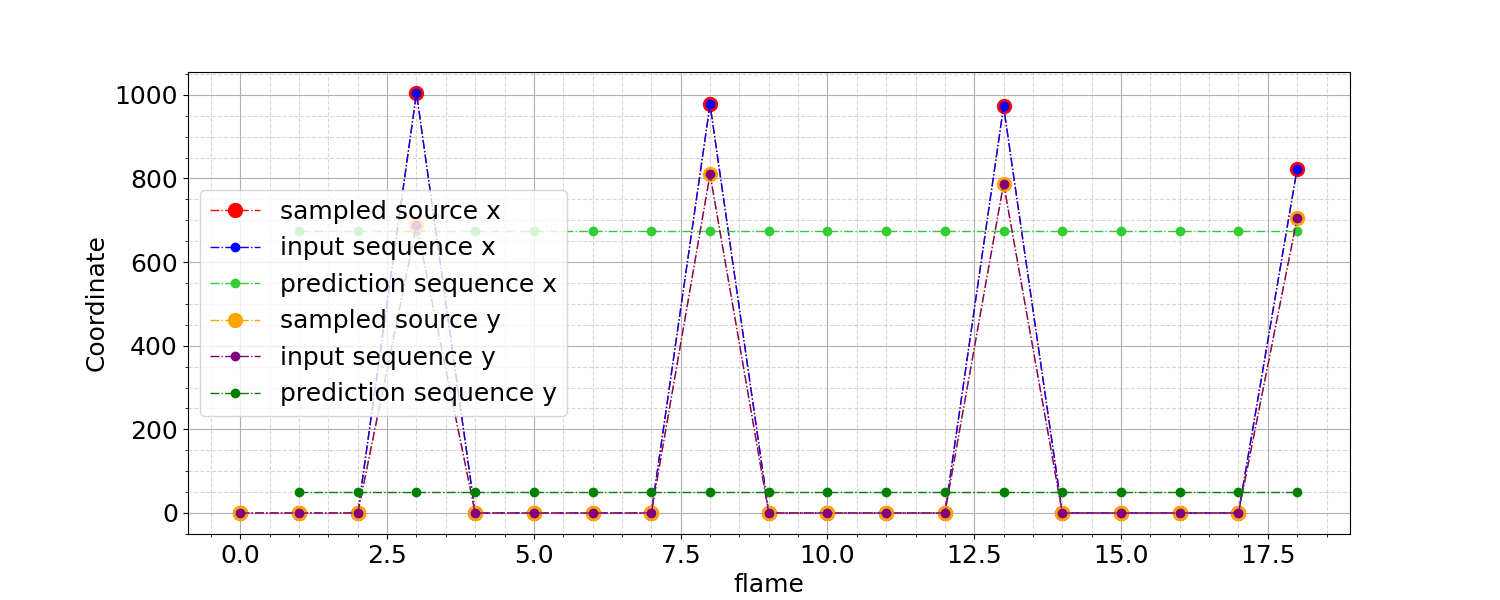 1000
800
600
400
200
0
Coordinate
sampled source x
input sequence x
prediction sequence x
sampled source y
input sequence y
prediction sequence y
0.0 2.5 5.0 7.5 10.0 12.5 15.0 17.5
flame